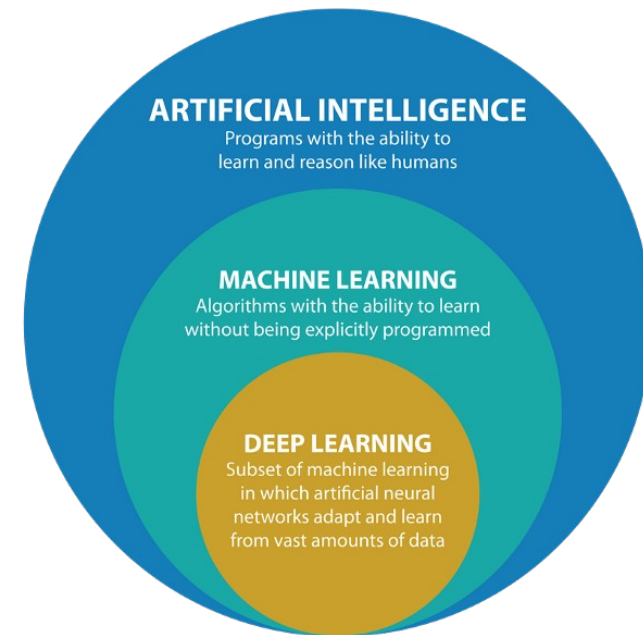 ARTIFICIAL INTELLIGENCE
Programs with the ability to
learn and reason like humans
MACHINE LEARNING
Algorithms with the ability to learn
without being explicitly programmed
DEEP LEARNING
Subset of machine learning
in which artificial neural
networks adapt and learn
from vast amounts of data